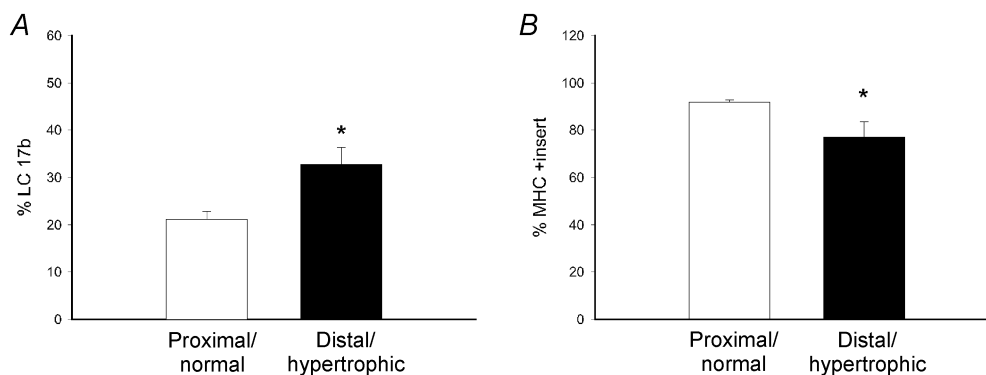 A
% LC 17b
60
50
40
30
20
10
0
*
Proximal/
normal
Distal/
hypertrophic
B
% MHC +insert
120
100
80
60
40
20
0
*
Proximal/
normal
Distal/
hypertrophic